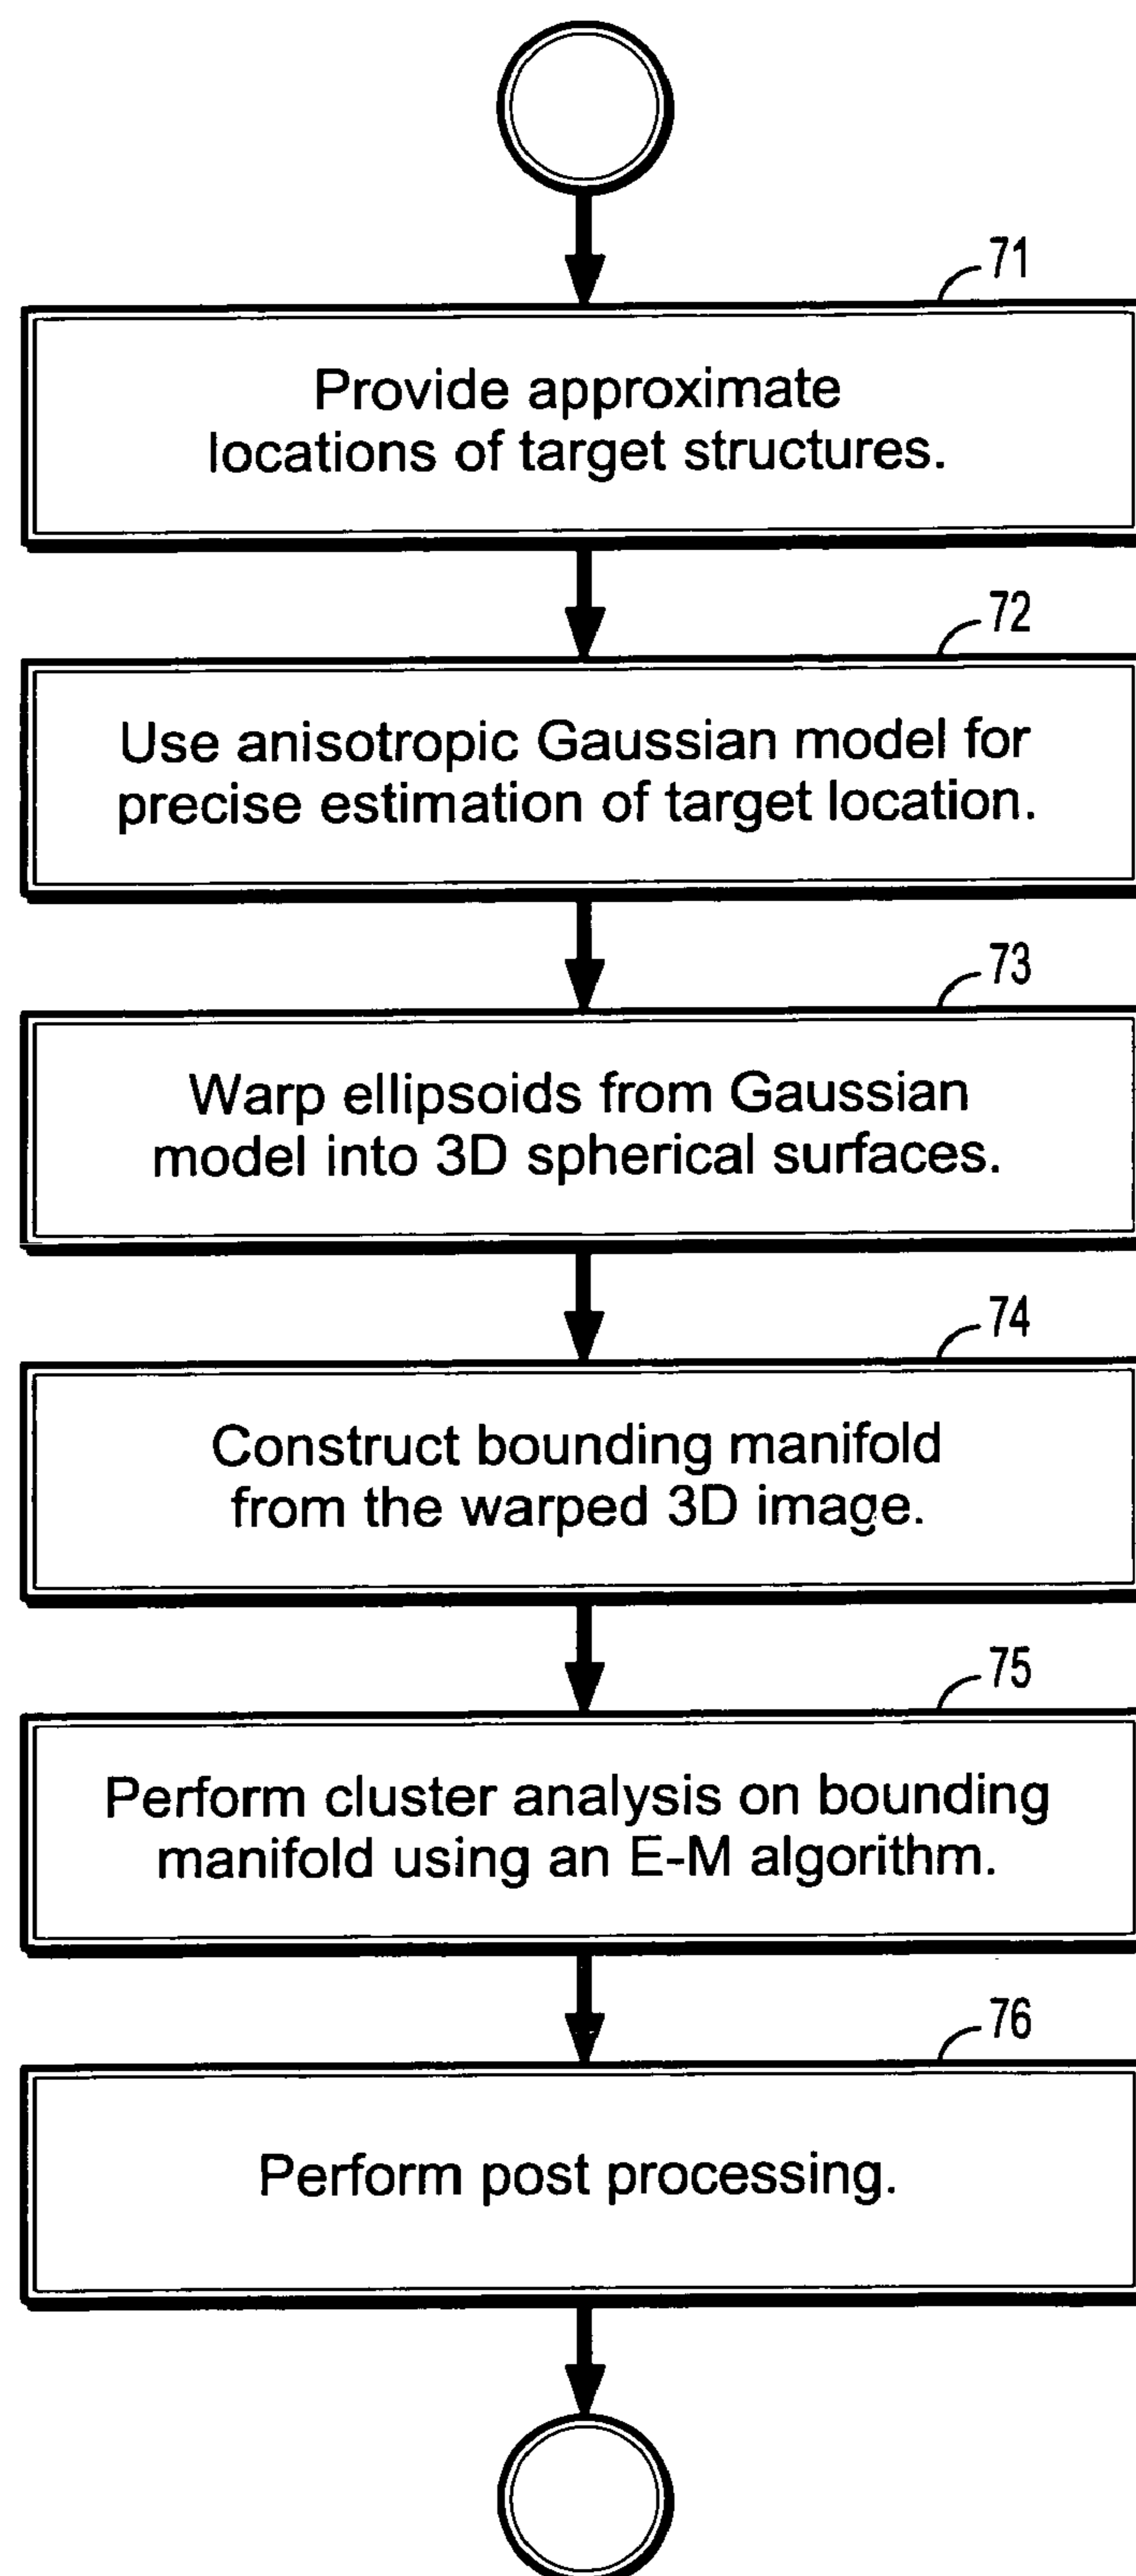 71
Provide approximate
locations of target structures.
72
Use anisotropic Gaussian model for
precise estimation of target location.
73
Warp ellipsoids from Gaussian
model into 3D spherical surfaces.
74
Construct bounding manifold
from the warped 3D image.
75
Perform cluster analysis on bounding
manifold using an E-M algorithm.
76
Perform post processing.